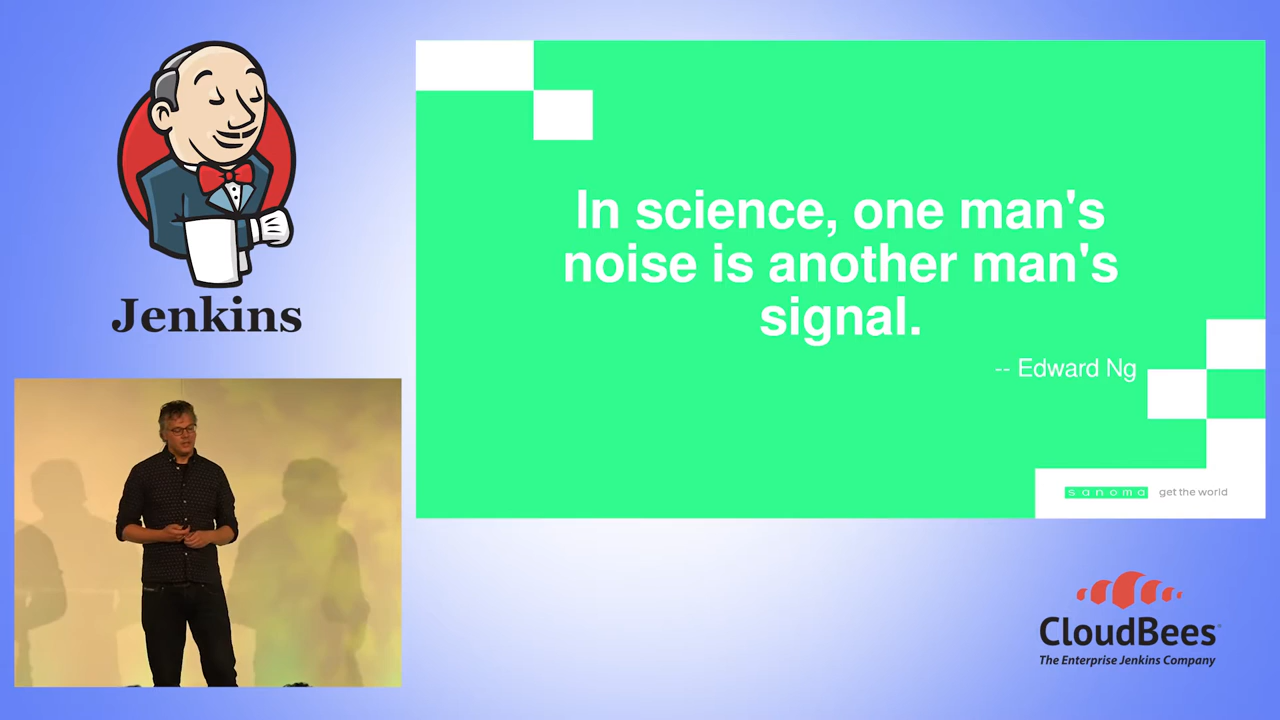 Jenkins
In science, one man's
noise is another man's
signal.
-- Edward Ng
sanoma get the world
CloudBees
The Enterprise Jenkins Company